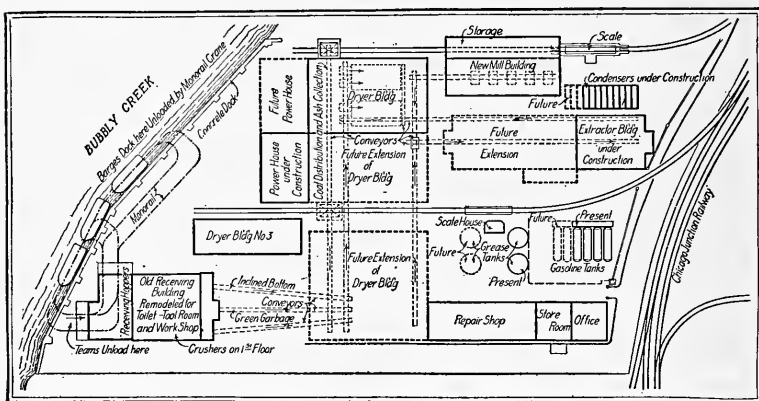 Storage
Scale
New Mill Building
Condensers under Construction
Future
BUBBLY CREEK
Barges Dock here Unloaded by Monorail Crane
Concrete Dock
Monorail
Future
Power House
Coal Distribution and Ash Collection
Dryer Bldg
Power House
under
Construction
Conveyors
Future Extension
of
Dryer Bldg
Future
Extension
Extractor Bldg
under
Construction
Dryer Bldg No 3
Scale House
Future
Grease
Tanks
Present
Future
Present
Gasoline Tanks
Chicago Junction Railway
Receiving Hoppers
Old Receiving
Building
Remodeled for
Toilet-Tool Room
and Work Shop
Inclined Bottom
Conveyors
Green Garbage
Future Extension
of
Dryer Bldg
Teams Unload here
Crushers on 1st Floor
Repair Shop
Store
Room
Office